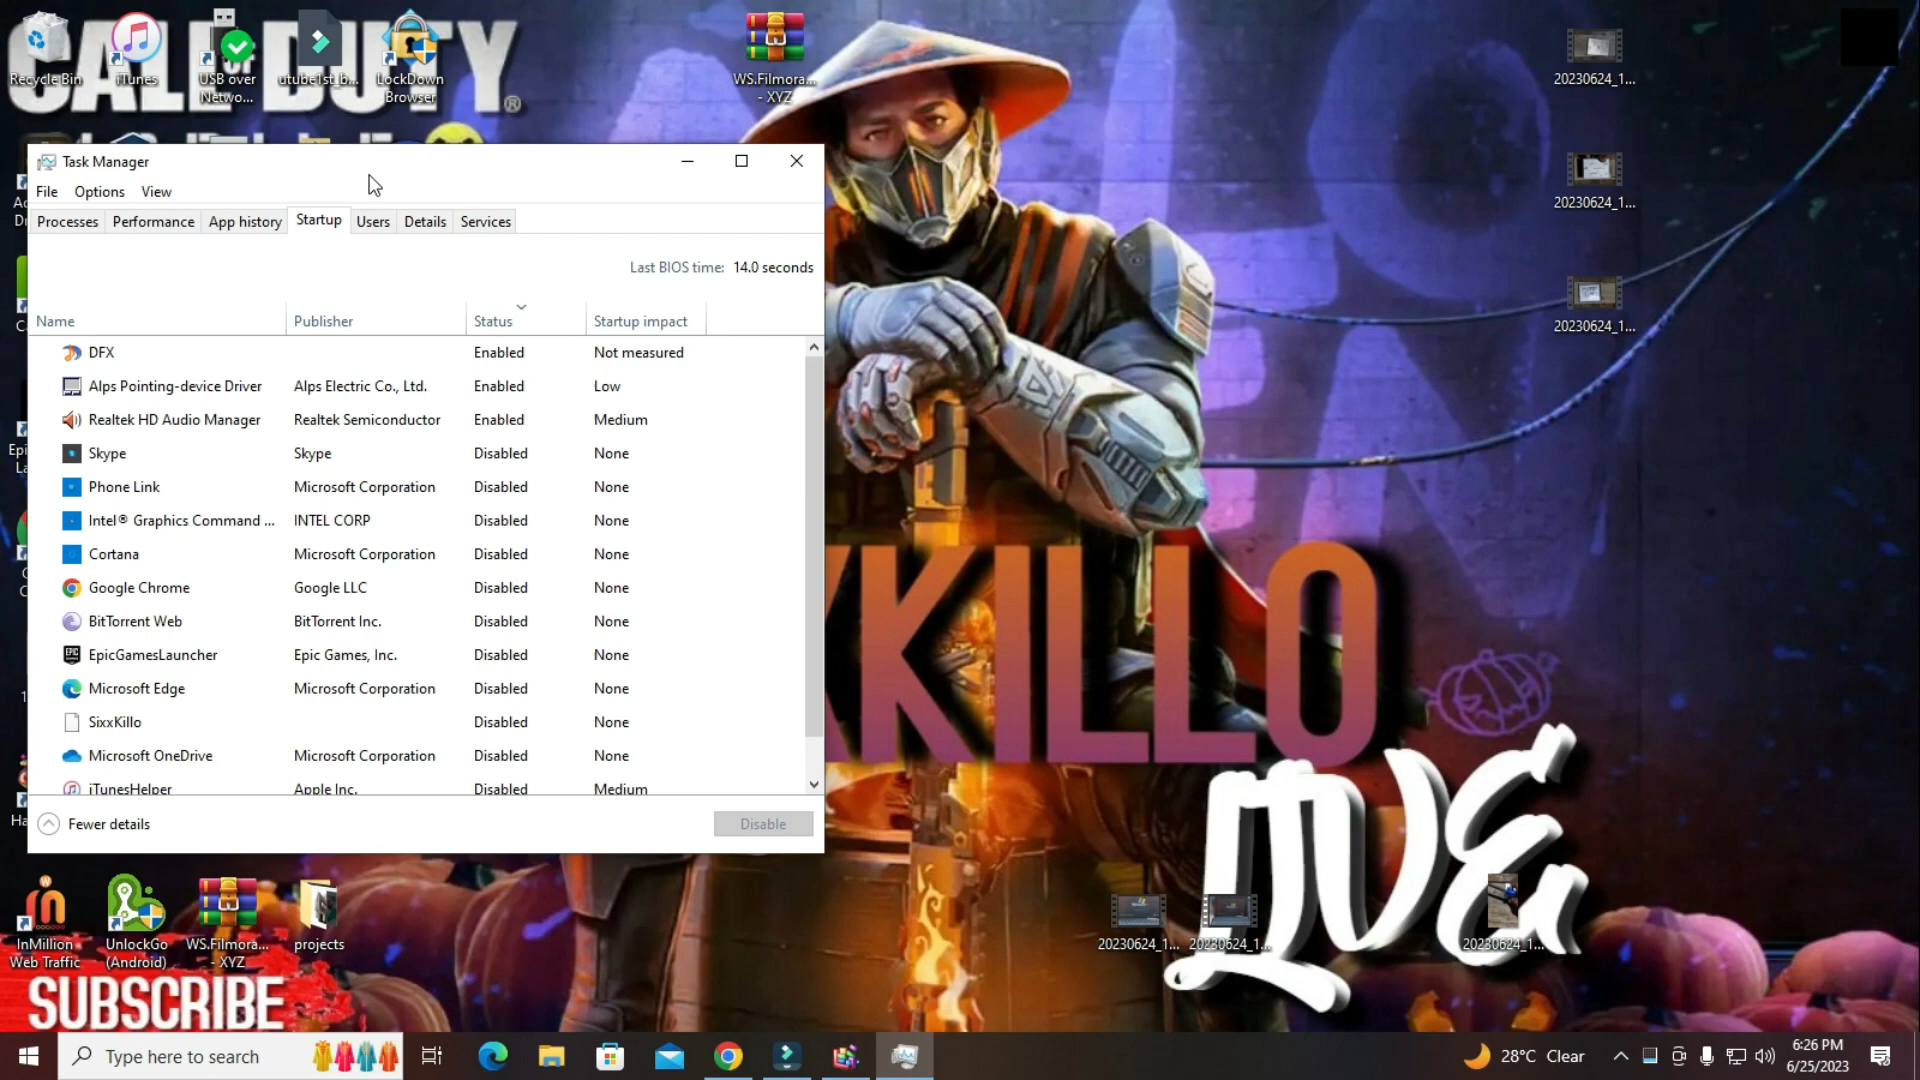 CALL OF DUTY®
Recycle Bin
iTunes
USB over
Netwo...
utube1st_b...
LockDown
Browser
WS.Filmora...
- XYZ
20230624_1...
20230624_1...
20230624_1...
Task Manager
File Options View
Processes Performance App history Startup Users Details Services
Last BIOS time: 14.0 seconds
Name Publisher Status Startup impact
DFX Enabled Not measured
Alps Pointing-device Driver Alps Electric Co., Ltd. Enabled Low
Realtek HD Audio Manager Realtek Semiconductor Enabled Medium
Skype Skype Disabled None
Phone Link Microsoft Corporation Disabled None
Intel® Graphics Command ... INTEL CORP Disabled None
Cortana Microsoft Corporation Disabled None
Google Chrome Google LLC Disabled None
BitTorrent Web BitTorrent Inc. Disabled None
EpicGamesLauncher Epic Games, Inc. Disabled None
Microsoft Edge Microsoft Corporation Disabled None
SixxKillo Disabled None
Microsoft OneDrive Microsoft Corporation Disabled None
iTunesHelper Apple Inc. Disabled Medium
Fewer details Disable
KILLO
LIVE
InMillion
Web Traffic
UnlockGo
(Android)
WS.Filmora...
- XYZ
projects
20230624_1...
20230624_1...
20230624_1...
SUBSCRIBE
Type here to search
28°C Clear
6:26 PM
6/25/2023